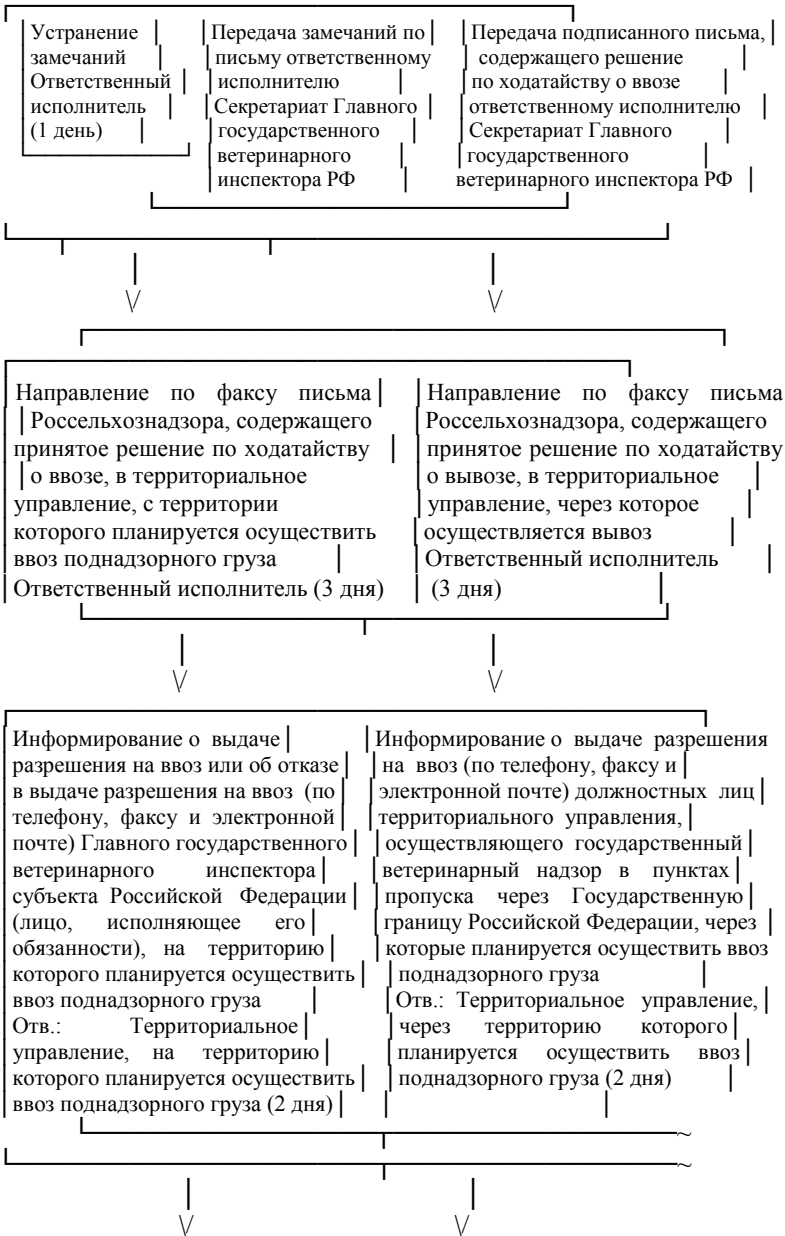 Устранение
замечаний
Ответственный
исполнитель
(1 день)
Передача замечаний по
письму ответственному
исполнителю
Секретариат Главного
государственного
ветеринарного
инспектора РФ
Передача подписанного письма,
содержащего решение
по ходатайству о ввозе
ответственному исполнителю
Секретариат Главного
государственного
ветеринарного инспектора РФ
Направление по факсу письма
Россельхознадзора, содержащего
принятое решение по ходатайству
о ввозе, в территориальное
управление, с территории
которого планируется осуществить
ввоз поднадзорного груза
Ответственный исполнитель (3 дня)
Направление по факсу письма
Россельхознадзора, содержащего
принятое решение по ходатайству
о вывозе, в территориальное
управление, через которое
осуществляется вывоз
Ответственный исполнитель
(3 дня)
Информирование о выдаче
разрешения на ввоз или об отказе
в выдаче разрешения на ввоз (по
телефону, факсу и электронной
почте) Главного государственного
ветеринарного инспектора
субъекта Российской Федерации
(лицо, исполняющее его
обязанности), на территорию
которого планируется осуществить
ввоз поднадзорного груза
Отв.: Территориальное
управление, на территорию
которого планируется осуществить
ввоз поднадзорного груза (2 дня)
Информирование о выдаче разрешения
на ввоз (по телефону, факсу и
электронной почте) должностных лиц
территориального управления,
осуществляющего государственный
ветеринарный надзор в пунктах
пропуска через Государственную
границу Российской Федерации, через
которые планируется осуществить ввоз
поднадзорного груза
Отв.: Территориальное управление,
через территорию которого
планируется осуществить ввоз
поднадзорного груза (2 дня)